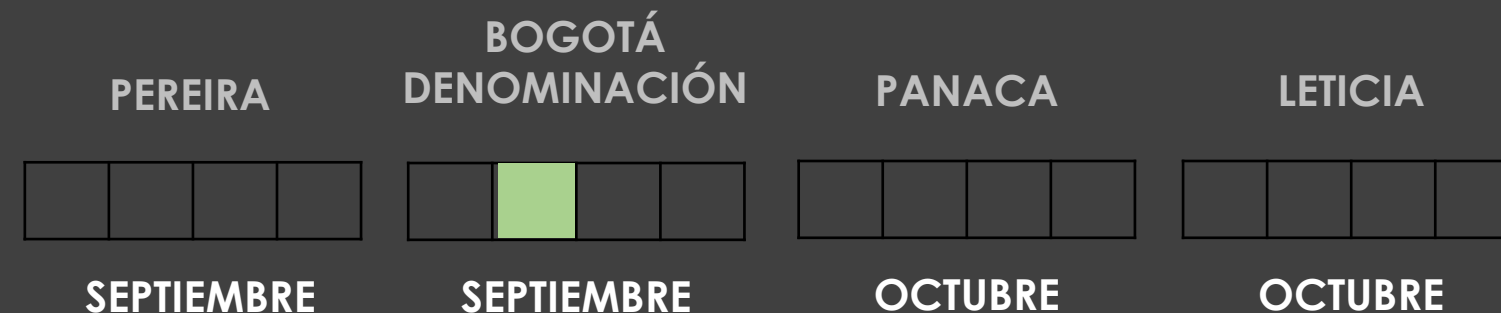 PEREIRA
BOGOTÁ
DENOMINACIÓN
PANACA
LETICIA
SEPTIEMBRE
SEPTIEMBRE
OCTUBRE
OCTUBRE